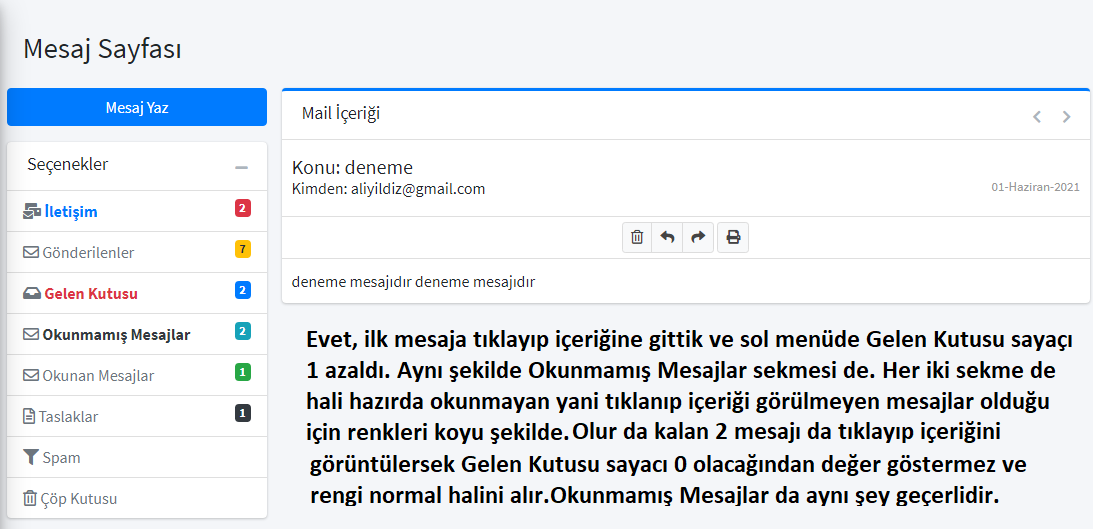 Mesaj Sayfası
Mesaj Yaz
Seçenekler
İletişim 2
Gönderilenler 7
Gelen Kutusu 2
Okunmamış Mesajlar 2
Okunan Mesajlar 1
Taslaklar 1
Spam
Çöp Kutusu
Mail İçeriği
Konu: deneme
Kimden: aliyildiz@gmail.com
01-Haziran-2021
deneme mesajıdır deneme mesajıdır
Evet, ilk mesaja tıklayıp içeriğine gittik ve sol menüde Gelen Kutusu sayaçı
1 azaldı. Aynı şekilde Okunmamış Mesajlar sekmesi de. Her iki sekme de
hali hazırda okunmayan yani tıklanıp içeriği görülmeyen mesajlar olduğu
için renkleri koyu şekilde.Olur da kalan 2 mesajı da tıklayıp içeriğini
görüntülersek Gelen Kutusu sayacı 0 olacağından değer göstermez ve
rengi normal halini alır.Okunmamış Mesajlar da aynı şey geçerlidir.